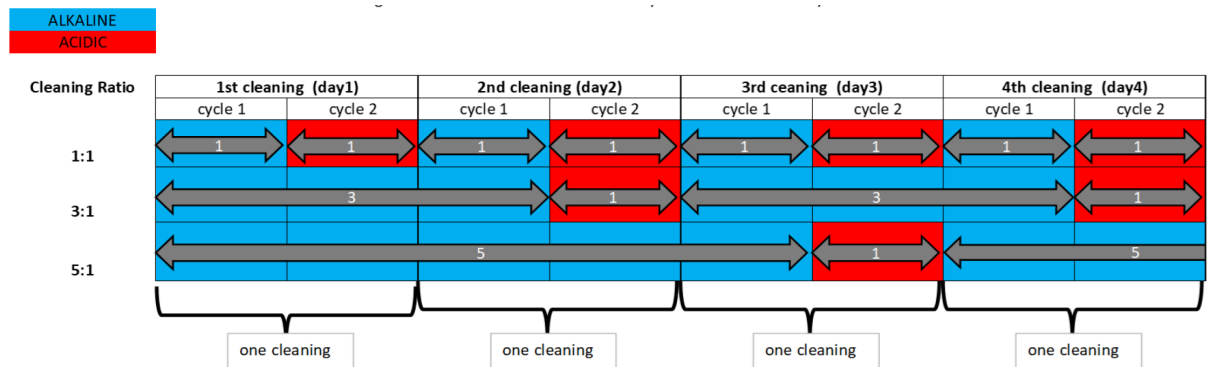 ALKALINE
ACIDIC
Cleaning Ratio 1st cleaning (day1) 2nd cleaning (day2) 3rd ceaning (day3) 4th cleaning (day4)
cycle 1 cycle 2 cycle 1 cycle 2 cycle 1 cycle 2 cycle 1 cycle 2
1:1 1 1 1 1 1 1 1 1
3:1 3 1 3 1
5:1 5 1 5
one cleaning one cleaning one cleaning one cleaning